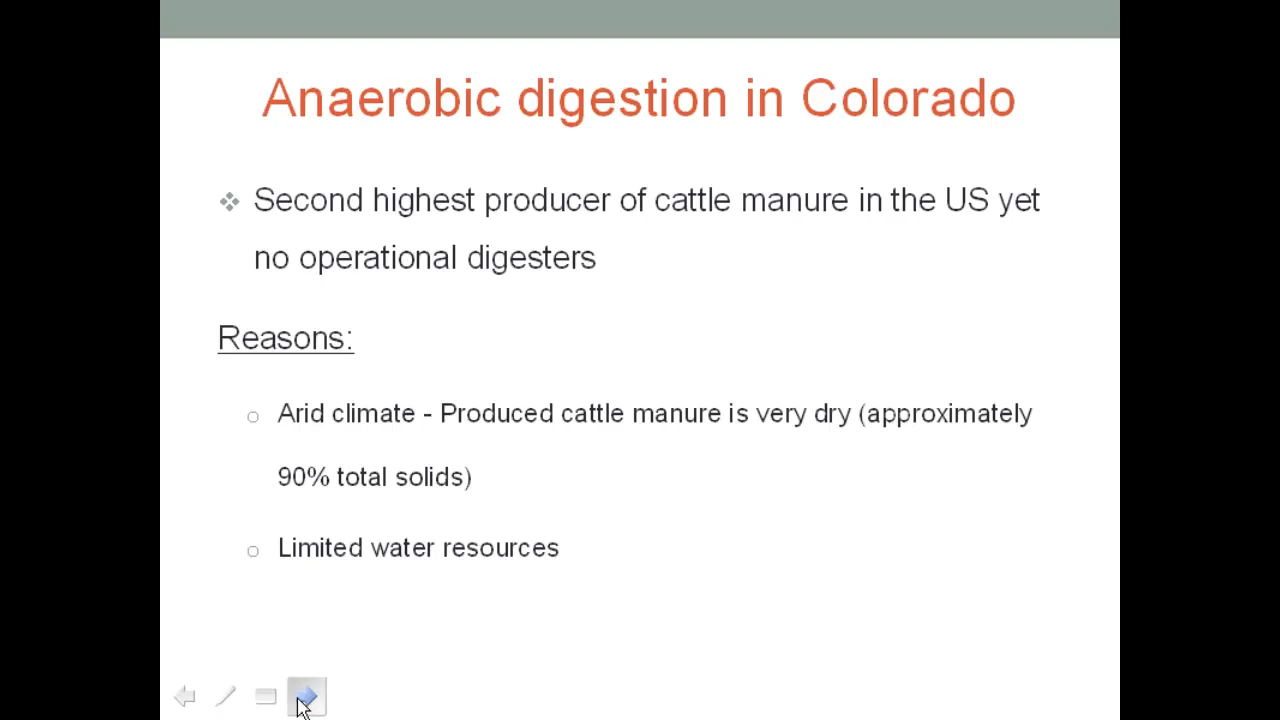 Anaerobic digestion in Colorado
Second highest producer of cattle manure in the US yet
no operational digesters
Reasons:
Arid climate - Produced cattle manure is very dry (approximately
90% total solids)
Limited water resources